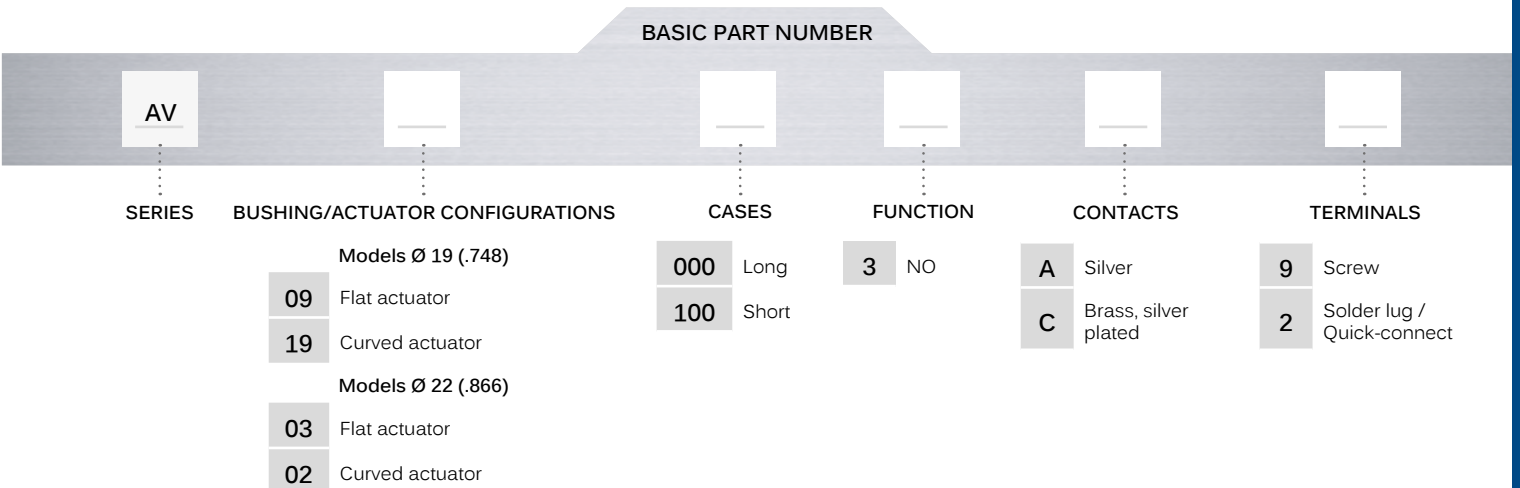 BASIC PART NUMBER
AV
SERIES
BUSHING/ACTUATOR CONFIGURATIONS
CASES
FUNCTION
CONTACTS
TERMINALS
Models Ø 19 (.748)
09 Flat actuator
19 Curved actuator
Models Ø 22 (.866)
03 Flat actuator
02 Curved actuator
000 Long
100 Short
3 NO
A Silver
C Brass, silver
plated
9 Screw
2 Solder lug /
Quick-connect